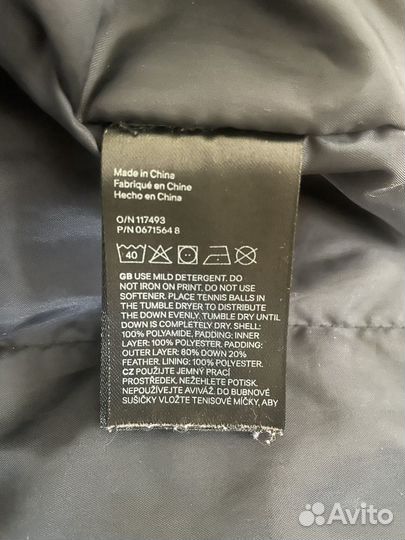 Made in China
Fabriqué en Chine
Hecho en China
O/N 117493
P/N 0671564 8
40
GB USE MILD DETERGENT. DO
NOT IRON ON PRINT. DO NOT USE
SOFTENER. PLACE TENNIS BALLS IN
THE TUMBLE DRYER TO DISTRIBUTE
THE DOWN EVENLY. TUMBLE DRY UNTIL
DOWN IS COMPLETELY DRY. SHELL:
100% POLYAMIDE. PADDING: INNER
LAYER: 100% POLYESTER. PADDING:
OUTER LAYER: 80% DOWN 20%
FEATHER. LINING: 100% POLYESTER.
CZ POUŽIJTE JEMNÝ PRACÍ
PROSTŘEDEK. NEŽEHLETE POTISK.
NEPOUŽÍVEJTE AVIVÁŽ. DO BUBNOVÉ
SUŠIČKY VLOŽTE TENISOVÉ MÍČKY, ABY
Avito